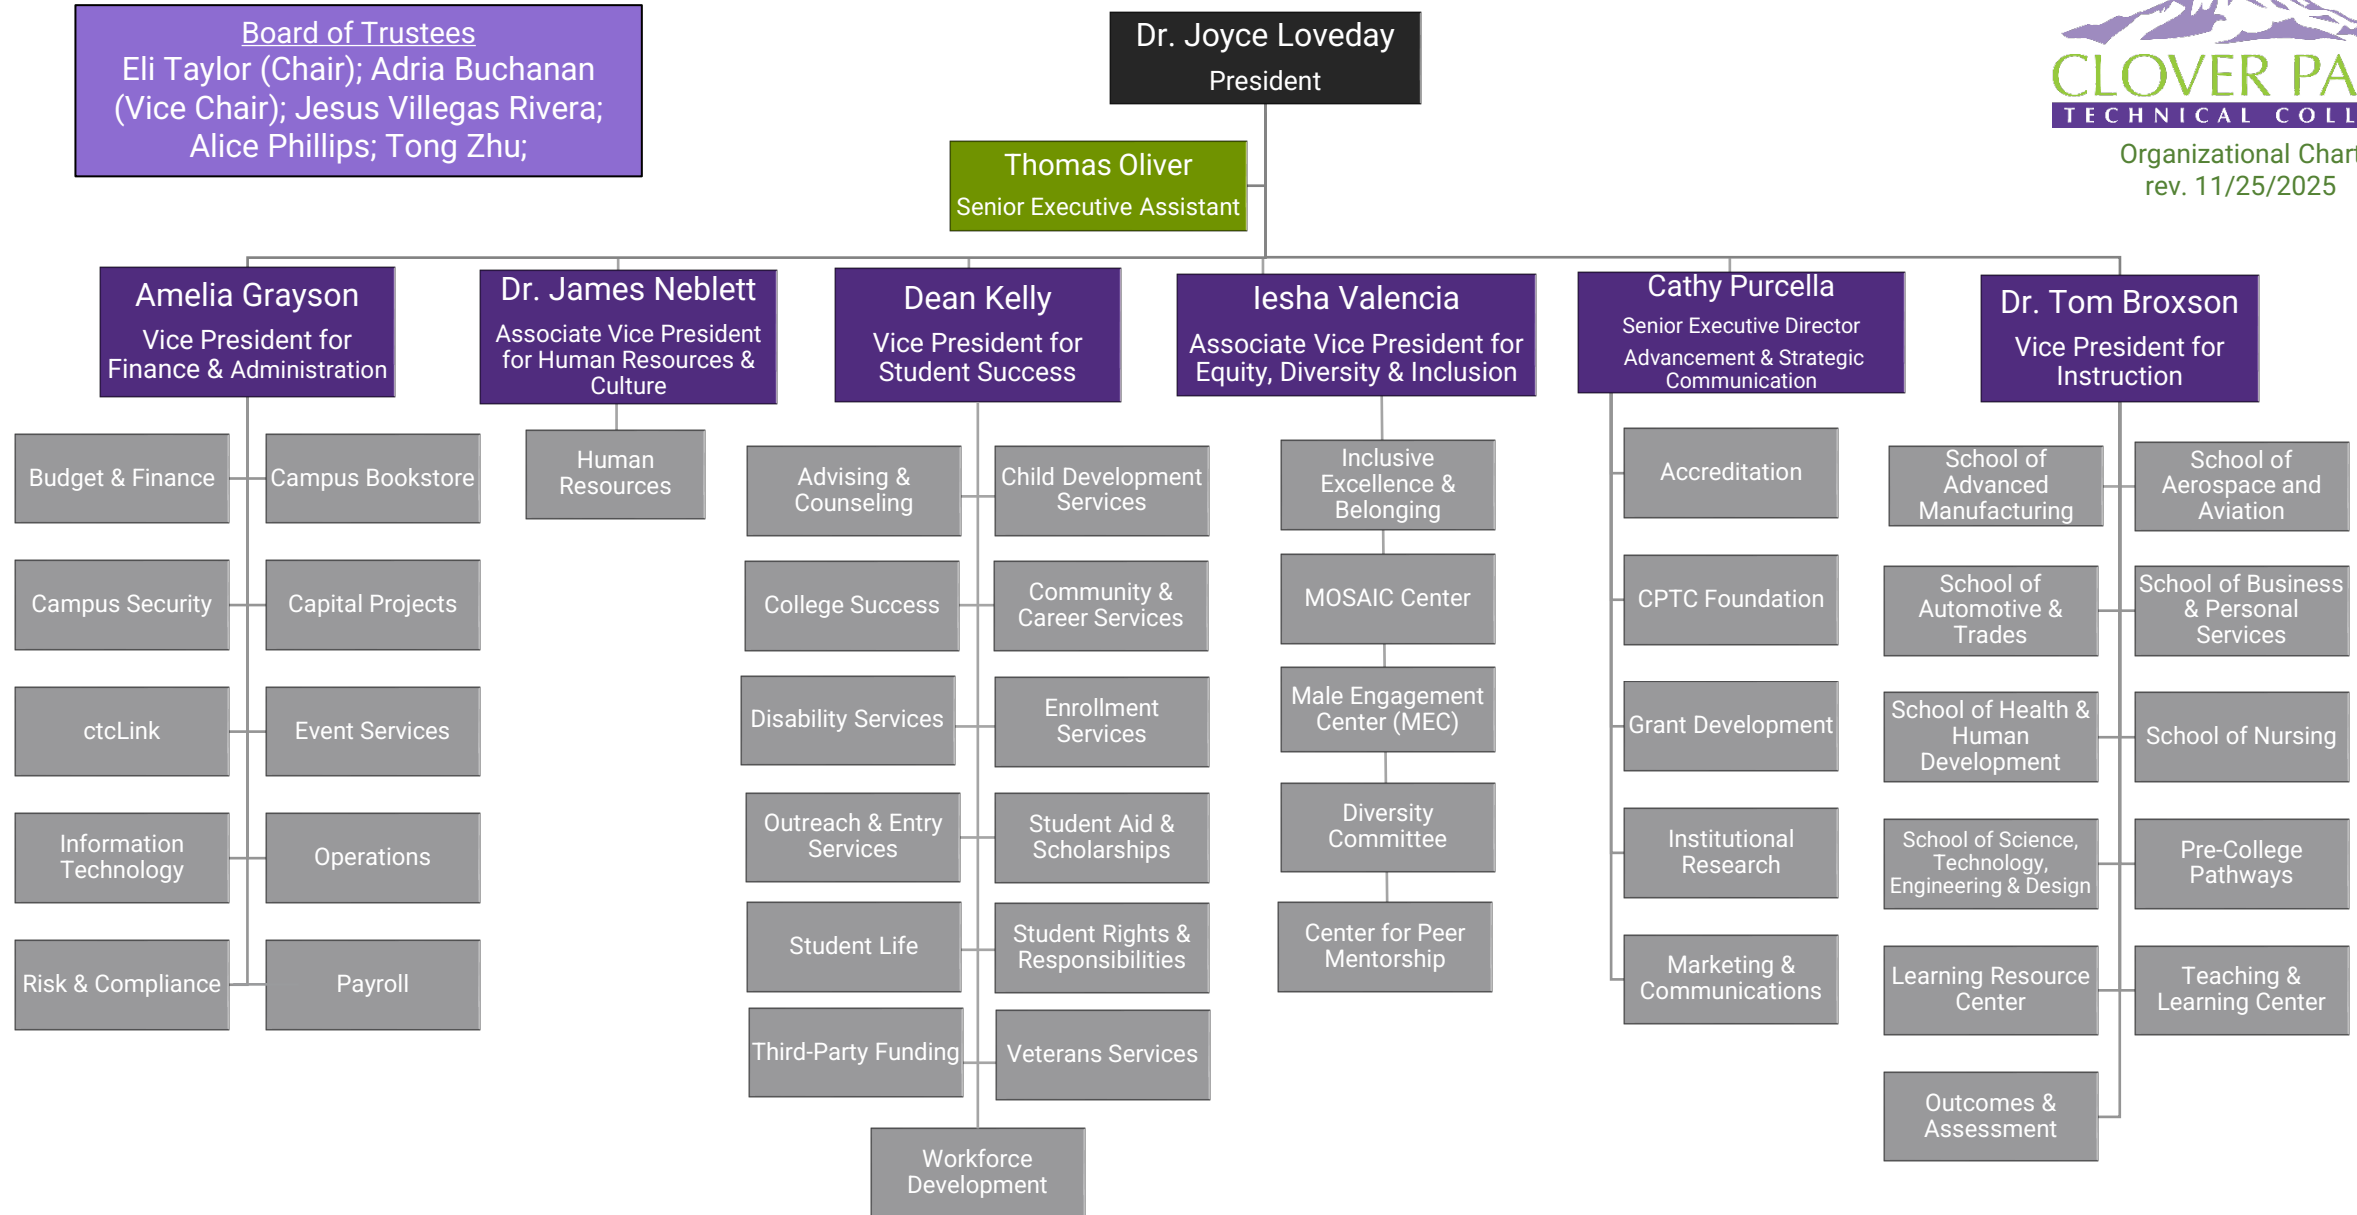 Board of Trustees
Eli Taylor (Chair); Adria Buchanan
(Vice Chair); Jesus Villegas Rivera;
Alice Phillips; Tong Zhu;
Dr. Joyce Loveday
President
CLOVER
TECHNICAL
Organizational Chart
rev. 11/25/2025
Thomas Oliver
Senior Executive Assistant
Amelia Grayson
Vice President for
Finance & Administration
Budget & Finance
Campus Bookstore
Campus Security
Capital Projects
ctcLink
Event Services
Information
Technology
Operations
Risk & Compliance
Payroll
Dr. James Neblett
Associate Vice President
for Human Resources &
Culture
Human
Resources
Dean Kelly
Vice President for
Student Success
Advising &
Counseling
Child Development
Services
College Success
Community &
Career Services
Disability Services
Enrollment
Services
Outreach & Entry
Services
Student Aid &
Scholarships
Student Life
Student Rights &
Responsibilities
Third-Party Funding
Veterans Services
Workforce
Development
Iesha Valencia
Associate Vice President for
Equity, Diversity & Inclusion
Inclusive
Excellence &
Belonging
MOSAIC Center
Male Engagement
Center (MEC)
Diversity
Committee
Center for Peer
Mentorship
Cathy Purcella
Senior Executive Director
Advancement & Strategic
Communication
Accreditation
CPTC Foundation
Grant Development
Institutional
Research
Marketing &
Communications
Dr. Tom Broxson
Vice President for
Instruction
School of
Advanced
Manufacturing
School of
Aerospace and
Aviation
School of
Automotive &
Trades
School of Business
& Personal
Services
School of Health &
Human
Development
School of Nursing
School of Science,
Technology,
Engineering & Design
Pre-College
Pathways
Learning Resource
Center
Teaching &
Learning Center
Outcomes &
Assessment